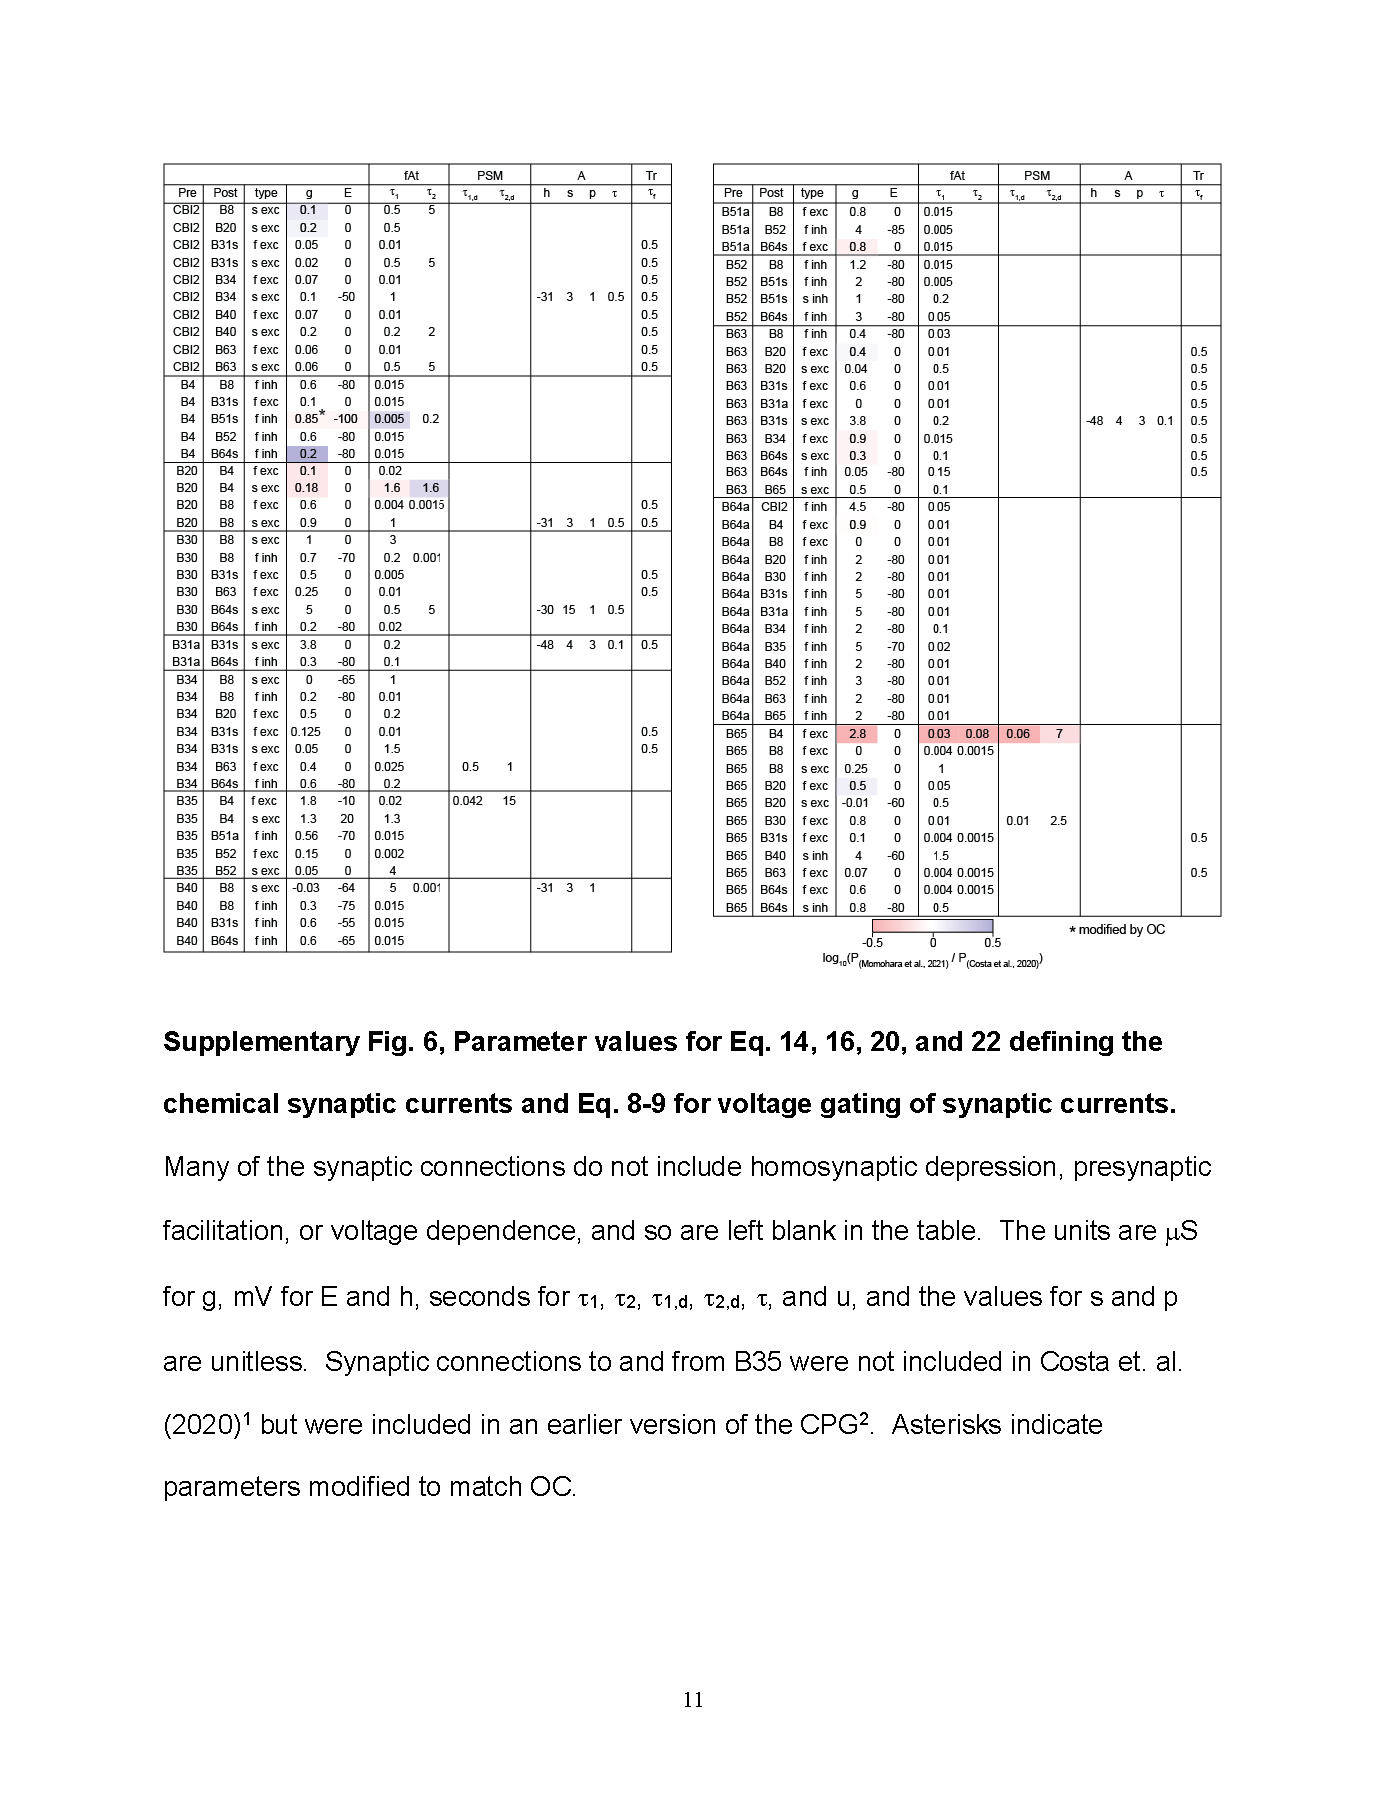 fAt PSM A Tr
Pre Post type g E τ1 τ2 τ1,d τ2,d h s p τ τf
CBI2 B8 s exc 0.1 0 0.5 5
CBI2 B20 s exc 0.2 0 0.5
CBI2 B31s f exc 0.05 0 0.01 0.5
CBI2 B31s s exc 0.02 0 0.5 5 0.5
CBI2 B34 f exc 0.07 0 0.01 0.5
CBI2 B34 s exc 0.1 -50 1 -31 3 1 0.5 0.5
CBI2 B40 f exc 0.07 0 0.01 0.5
CBI2 B40 s exc 0.2 0 0.2 2 0.5
CBI2 B63 f exc 0.06 0 0.01 0.5
CBI2 B63 s exc 0.06 0 0.5 5 0.5
B4 B8 f inh 0.6 -80 0.015
B4 B31s f exc 0.1 0 0.015
B4 B51s f inh 0.85* -100 0.005 0.2
B4 B52 f inh 0.6 -80 0.015
B4 B64s f inh 0.2 -80 0.015
B20 B4 f exc 0.1 0 0.02
B20 B4 s exc 0.18 0 1.6 1.6
B20 B8 f exc 0.6 0 0.004 0.0015 0.5
B20 B8 s exc 0.9 0 1 -31 3 1 0.5 0.5
B30 B8 s exc 1 0 3
B30 B8 f inh 0.7 -70 0.2 0.001
B30 B31s f exc 0.5 0 0.005 0.5
B30 B63 f exc 0.25 0 0.01 0.5
B30 B64s s exc 5 0 0.5 5 -30 15 1 0.5
B30 B64s f inh 0.2 -80 0.02
B31a B31s s exc 3.8 0 0.2 -48 4 3 0.1 0.5
B31a B64s f inh 0.3 -80 0.1
B34 B8 s exc 0 -65 1
B34 B8 f inh 0.2 -80 0.01
B34 B20 f exc 0.5 0 0.2
B34 B31s f exc 0.125 0 0.01 0.5
B34 B31s s exc 0.05 0 1.5 0.5
B34 B63 f exc 0.4 0 0.025 0.5 1
B34 B64s f inh 0.6 -80 0.2
B35 B4 f exc 1.8 -10 0.02 0.042 15
B35 B4 s exc 1.3 20 1.3
B35 B51a f inh 0.56 -70 0.015
B35 B52 f exc 0.15 0 0.002
B35 B52 s exc 0.05 0 4
B40 B8 s exc -0.03 -64 5 0.001 -31 3 1
B40 B8 f inh 0.3 -75 0.015
B40 B31s f inh 0.6 -55 0.015
B40 B64s f inh 0.6 -65 0.015
fAt PSM A Tr
Pre Post type g E τ1 τ2 τ1,d τ2,d h s p τ τf
B51a B8 f exc 0.8 0 0.015
B51a B52 f inh 4 -85 0.005
B51a B64s f exc 0.8 0 0.015
B52 B8 f inh 1.2 -80 0.015
B52 B51s f inh 2 -80 0.005
B52 B51s s inh 1 -80 0.2
B52 B64s f inh 3 -80 0.05
B63 B8 f inh 0.4 -80 0.03
B63 B20 f exc 0.4 0 0.01 0.5
B63 B20 s exc 0.04 0 0.5 0.5
B63 B31s f exc 0.6 0 0.01 0.5
B63 B31a f exc 0 0 0.01 0.5
B63 B31s s exc 3.8 0 0.2 -48 4 3 0.1 0.5
B63 B34 f exc 0.9 0 0.015 0.5
B63 B64s s exc 0.3 0 0.1 0.5
B63 B64s f inh 0.05 -80 0.15 0.5
B63 B65 s exc 0.5 0 0.1
B64a CBI2 f inh 4.5 -80 0.05
B64a B4 f exc 0.9 0 0.01
B64a B8 f exc 0 0 0.01
B64a B20 f inh 2 -80 0.01
B64a B30 f inh 2 -80 0.01
B64a B31s f inh 5 -80 0.01
B64a B31a f inh 5 -80 0.01
B64a B34 f inh 2 -80 0.1
B64a B35 f inh 5 -70 0.02
B64a B40 f inh 2 -80 0.01
B64a B52 f inh 3 -80 0.01
B64a B63 f inh 2 -80 0.01
B64a B65 f inh 2 -80 0.01
B65 B4 f exc 2.8 0 0.03 0.08 0.06 7
B65 B8 f exc 0 0 0.004 0.0015
B65 B8 s exc 0.25 0 1
B65 B20 f exc 0.5 0 0.05
B65 B20 s exc -0.01 -60 0.5
B65 B30 f exc 0.8 0 0.01 0.01 2.5
B65 B31s f exc 0.1 0 0.004 0.0015 0.5
B65 B40 s inh 4 -60 1.5
B65 B63 f exc 0.07 0 0.004 0.0015 0.5
B65 B64s f exc 0.6 0 0.004 0.0015
B65 B64s s inh 0.8 -80 0.5
* modified by OC
-0.5 0 0.5
log10(P(Momohara et al., 2021) / P(Costa et al., 2020))
Supplementary Fig. 6, Parameter values for Eq. 14, 16, 20, and 22 defining the
chemical synaptic currents and Eq. 8-9 for voltage gating of synaptic currents.
Many of the synaptic connections do not include homosynaptic depression, presynaptic
facilitation, or voltage dependence, and so are left blank in the table. The units are μS
for g, mV for E and h, seconds for τ1, τ2, τ1,d, τ2,d, τ, and u, and the values for s and p
are unitless. Synaptic connections to and from B35 were not included in Costa et. al.
(2020)1 but were included in an earlier version of the CPG2. Asterisks indicate
parameters modified to match OC.
11